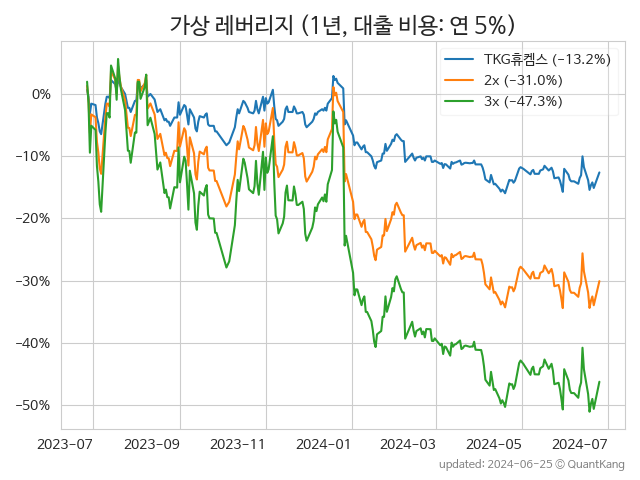 가상 레버리지 (1년, 대출 비용: 연 5%)
TKG휴켐스 (−13.2%)
2x (−31.0%)
3x (−47.3%)
0%
−10%
−20%
−30%
−40%
−50%
2023-07 2023-09 2023-11 2024-01 2024-03 2024-05 2024-07
updated: 2024-06-25 © QuantKang